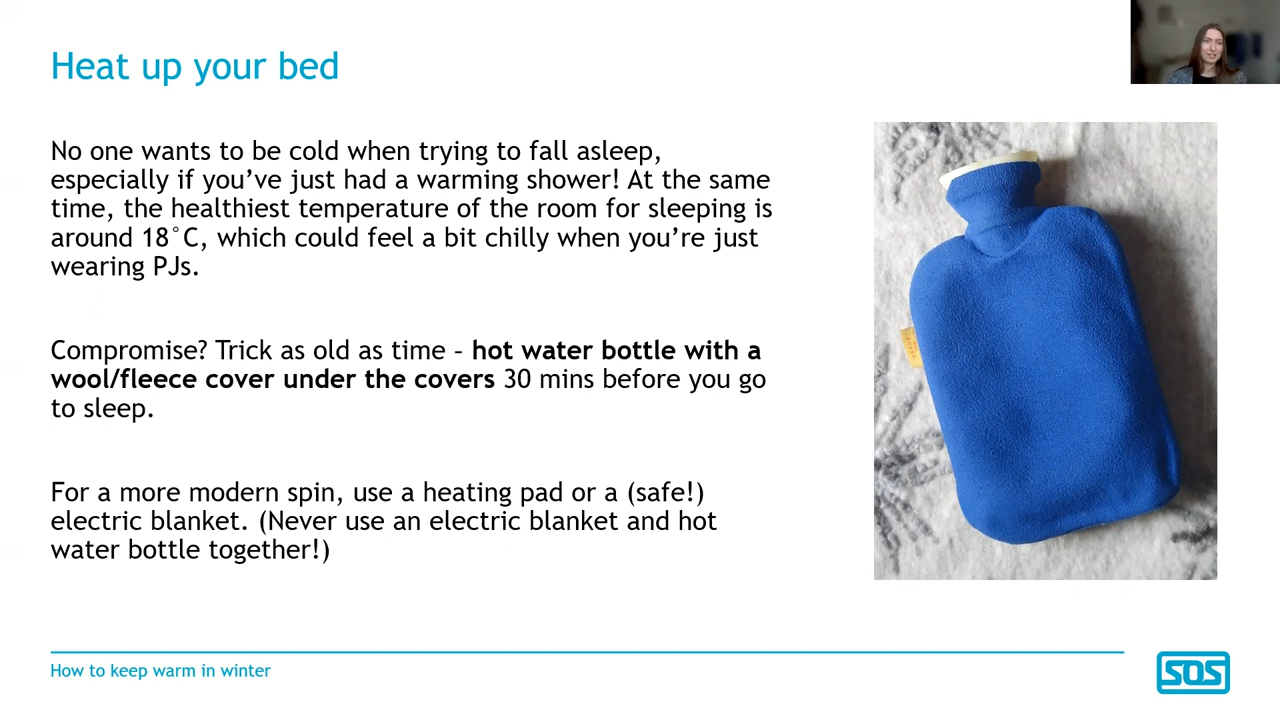 Heat up your bed
No one wants to be cold when trying to fall asleep,
especially if you’ve just had a warming shower! At the same
time, the healthiest temperature of the room for sleeping is
around 18°C, which could feel a bit chilly when you’re just
wearing PJs.
Compromise? Trick as old as time – hot water bottle with a
wool/fleece cover under the covers 30 mins before you go
to sleep.
For a more modern spin, use a heating pad or a (safe!)
electric blanket. (Never use an electric blanket and hot
water bottle together!)
How to keep warm in winter
SOS